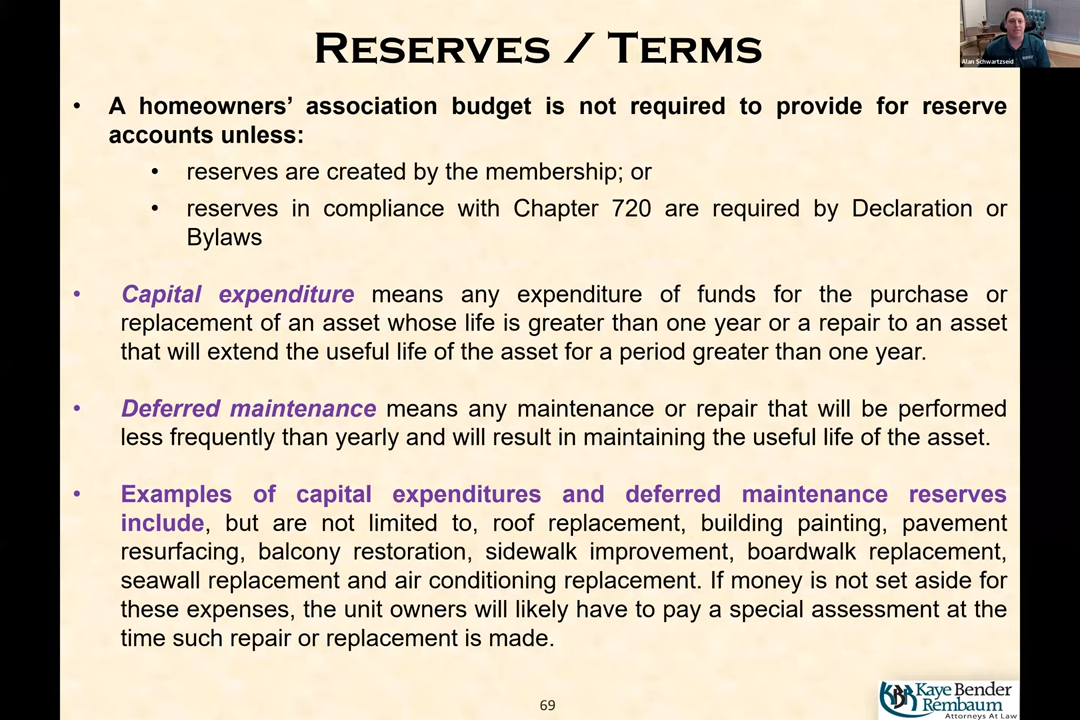 RESERVES / TERMS
Alan Schwartzseid
• A homeowners’ association budget is not required to provide for reserve
accounts unless:
• reserves are created by the membership; or
• reserves in compliance with Chapter 720 are required by Declaration or
Bylaws
• Capital expenditure means any expenditure of funds for the purchase or
replacement of an asset whose life is greater than one year or a repair to an asset
that will extend the useful life of the asset for a period greater than one year.
• Deferred maintenance means any maintenance or repair that will be performed
less frequently than yearly and will result in maintaining the useful life of the asset.
• Examples of capital expenditures and deferred maintenance reserves
include, but are not limited to, roof replacement, building painting, pavement
resurfacing, balcony restoration, sidewalk improvement, boardwalk replacement,
seawall replacement and air conditioning replacement. If money is not set aside for
these expenses, the unit owners will likely have to pay a special assessment at the
time such repair or replacement is made.
69
KBR Kaye Bender
Rembaum
Attorneys At Law